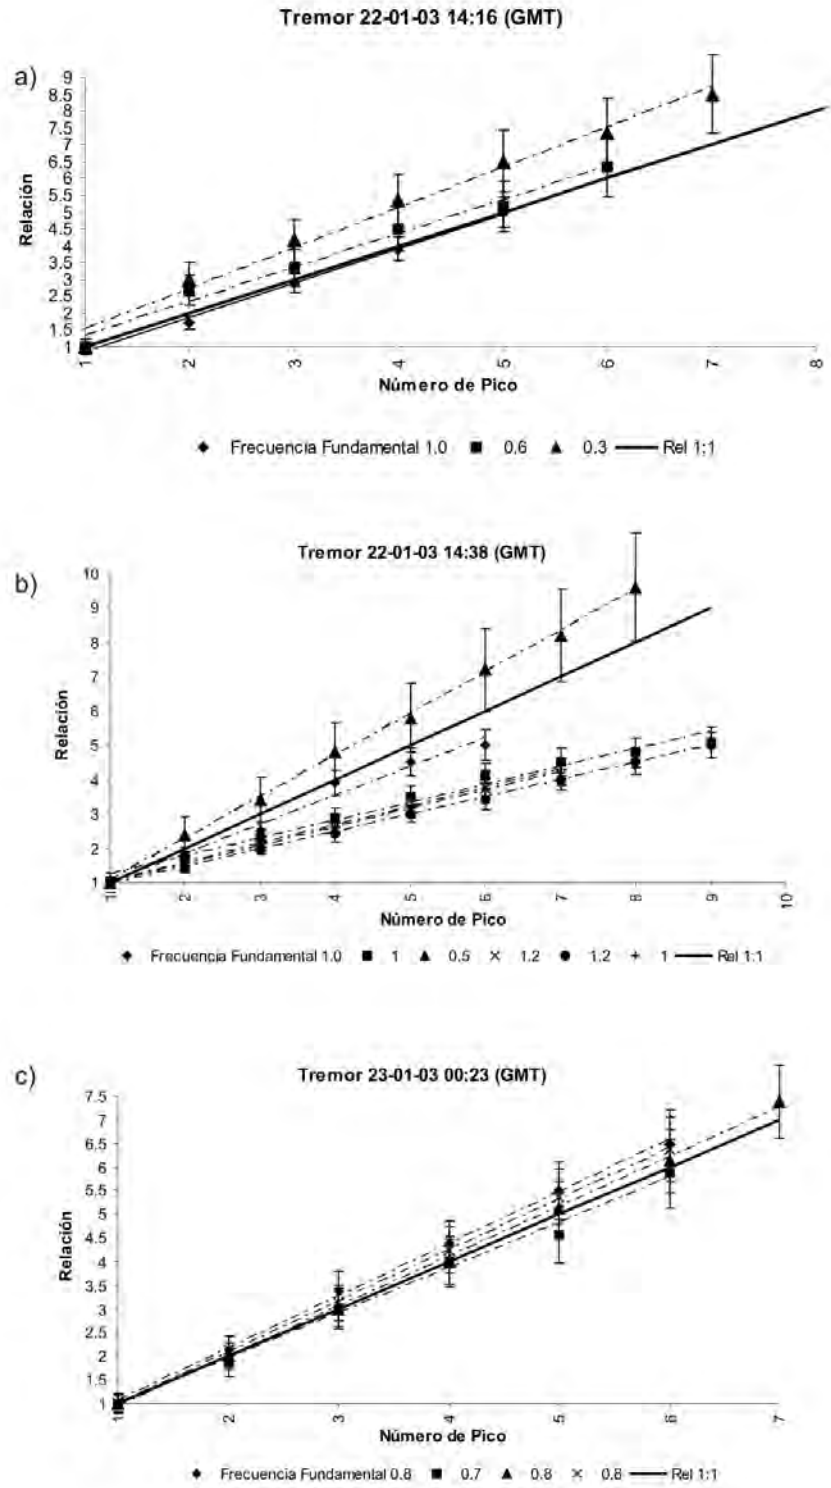 Tremor 22-01-03 14:16 (GMT)
a)
9
8.5
7.5
7
6.5
5.5
5
4.5
4
3.5
3
2.5
2
1.5
1
Relación
1 2 3 4 5 6 7 8
Número de Pico
Frecuencia Fundamental 1.0 0.6 0.3 Rel 1:1
Tremor 22-01-03 14:38 (GMT)
b)
10
9
8
7
6
5
4
3
2
1
Relación
1 2 3 4 5 6 7 8 9 10
Número de Pico
Frecuencia Fundamental 1.0 1 0.5 1.2 1.2 1 Rel 1:1
c)
Tremor 23-01-03 00:23 (GMT)
7.5
7
6.5
6
5.5
5
4.5
4
3.5
3
2.5
2
1.5
1
Relación
1 2 3 4 5 6 7
Número de Pico
Frecuencia Fundamental 0.8 0.7 0.8 0.8 Rel 1:1